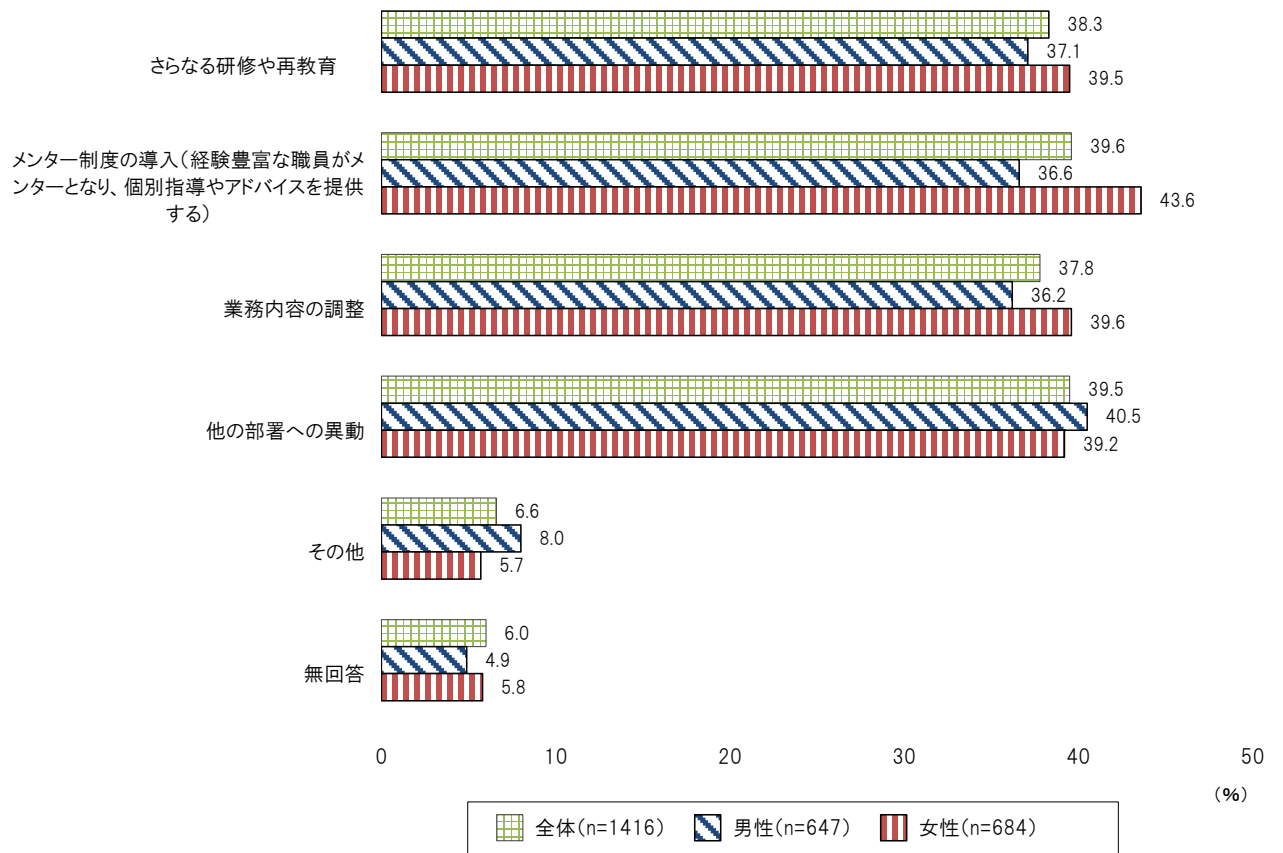 38.3
さらなる研修や再教育
37.1
39.5
メンター制度の導入(経験豊富な職員がメ
ンターとなり、個別指導やアドバイスを提供
する)
39.6
36.6
43.6
業務内容の調整
37.8
36.2
39.6
他の部署への異動
39.5
40.5
39.2
その他
6.6
8.0
5.7
無回答
6.0
4.9
5.8
0 10 20 30 40 50
(%)
全体(n=1416) 男性(n=647) 女性(n=684)